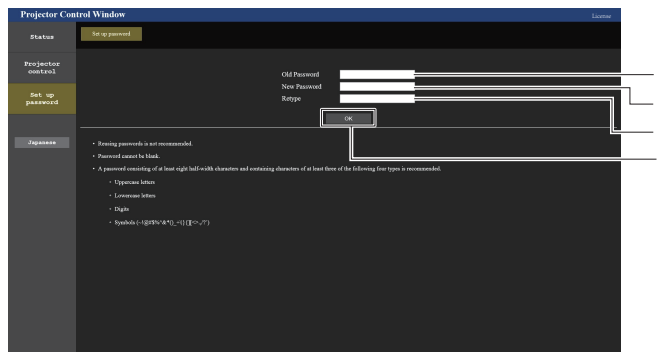 Projector Control Window
License
Status
Set up password
Projector
control
Set up
password
Japanese
Old Password
New Password
Retype
OK
• Reusing passwords is not recommended.
• Password cannot be blank.
• A password consisting of at least eight half-width characters and containing characters of at least three of the following four types is recommended.
• Uppercase letters
• Lowercase letters
• Digits
• Symbols